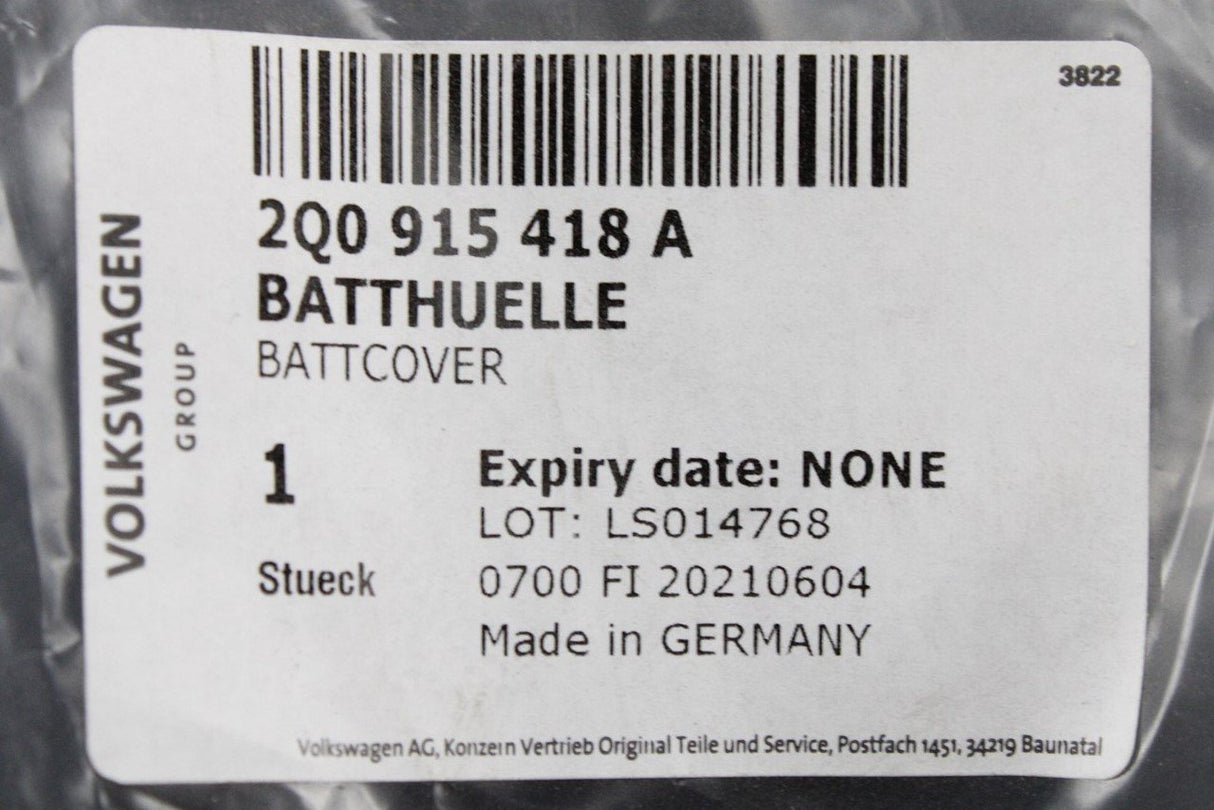 3822
2Q0 915 418 A
BATTHUELLE
BATTCOVER
VOLKSWAGEN
GROUP
1
Stueck
Expiry date: NONE
LOT: LS014768
0700 FI 20210604
Made in GERMANY
Volkswagen AG, Konzern Vertrieb Original Teile und Service, Postfach 1451, 34219 Baunatal